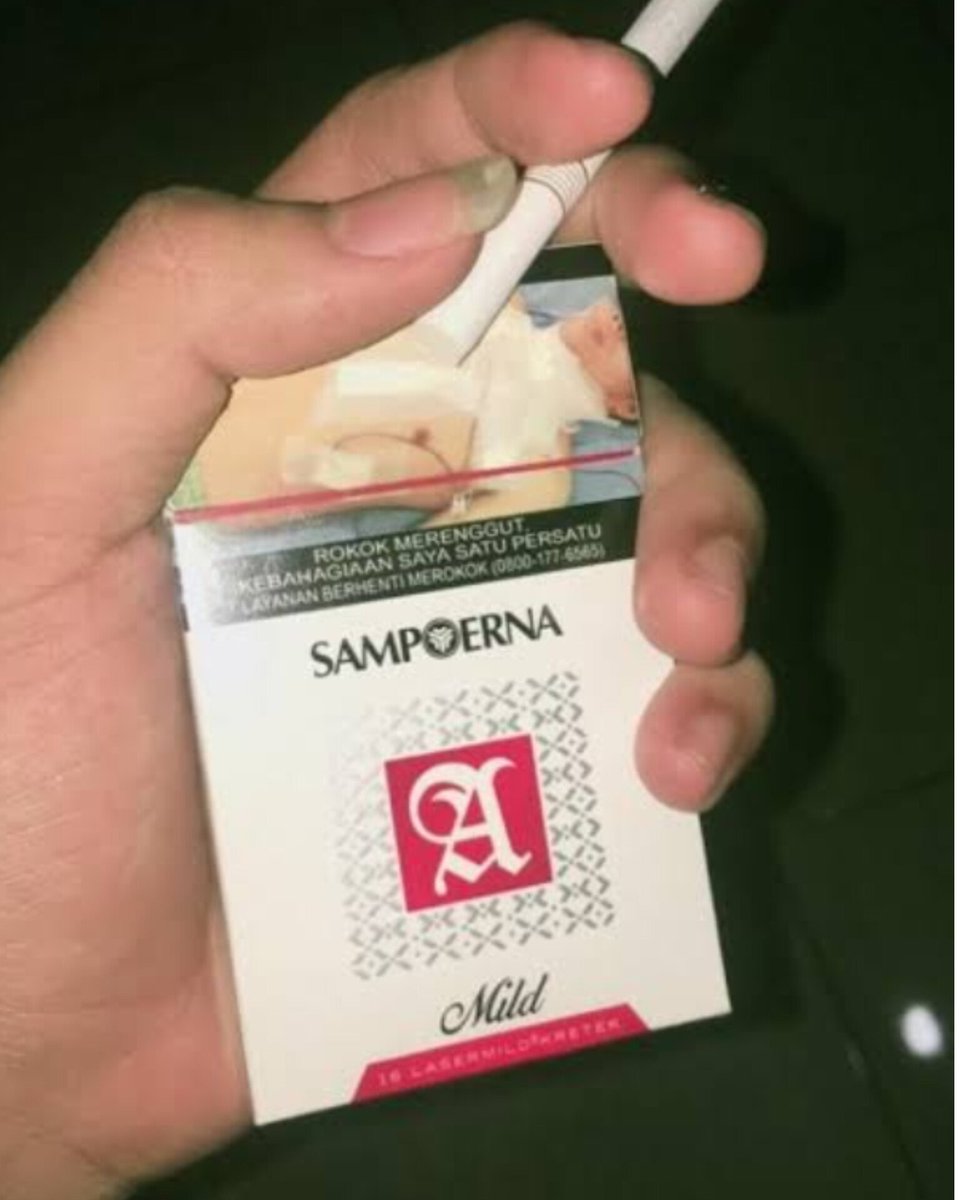 ROKOK MERENGGUT
KEBAHAGIAAN SAYA SATU PERSATU
LAYANAN BERHENTI MEROKOK (0800-177-6565)
SAMPOERNA
A
Mild
16 LASERMILD® KRETEK